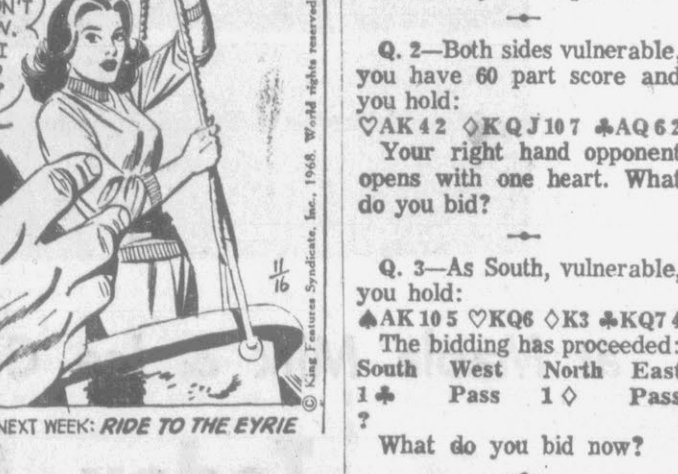 ON'T
V.
I
© King Features Syndicate, Inc., 1968. World rights reserved
11/16
NEXT WEEK: RIDE TO THE EYRIE
Q. 2—Both sides vulnerable,
you have 60 part score and
you hold:
♡AK42 ◇KQJ107 ♣AQ62
Your right hand opponent
opens with one heart. What
do you bid?
Q. 3—As South, vulnerable,
you hold:
♠AK105 ♡KQ6 ◇K3 ♣KQ74
The bidding has proceeded:
South West North East
1♣ Pass 1◇ Pass
?
What do you bid now?